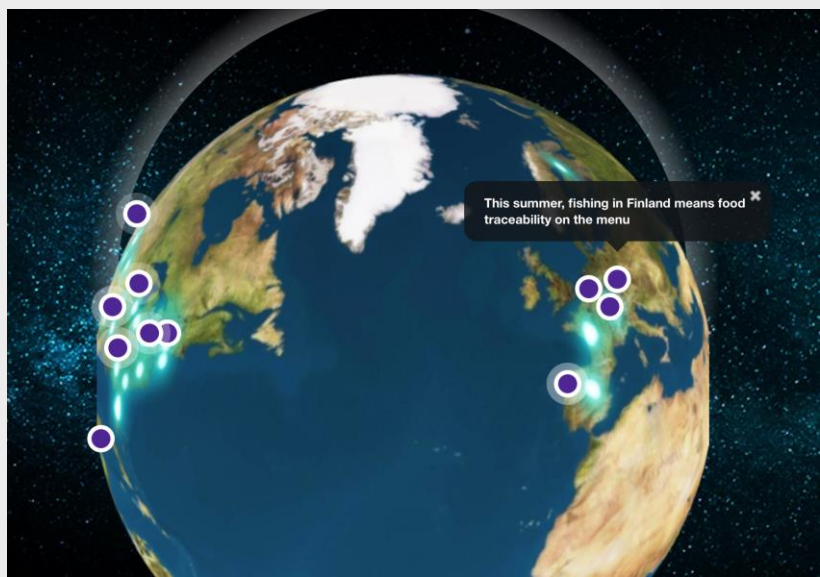 This summer, fishing in Finland means food
traceability on the menu